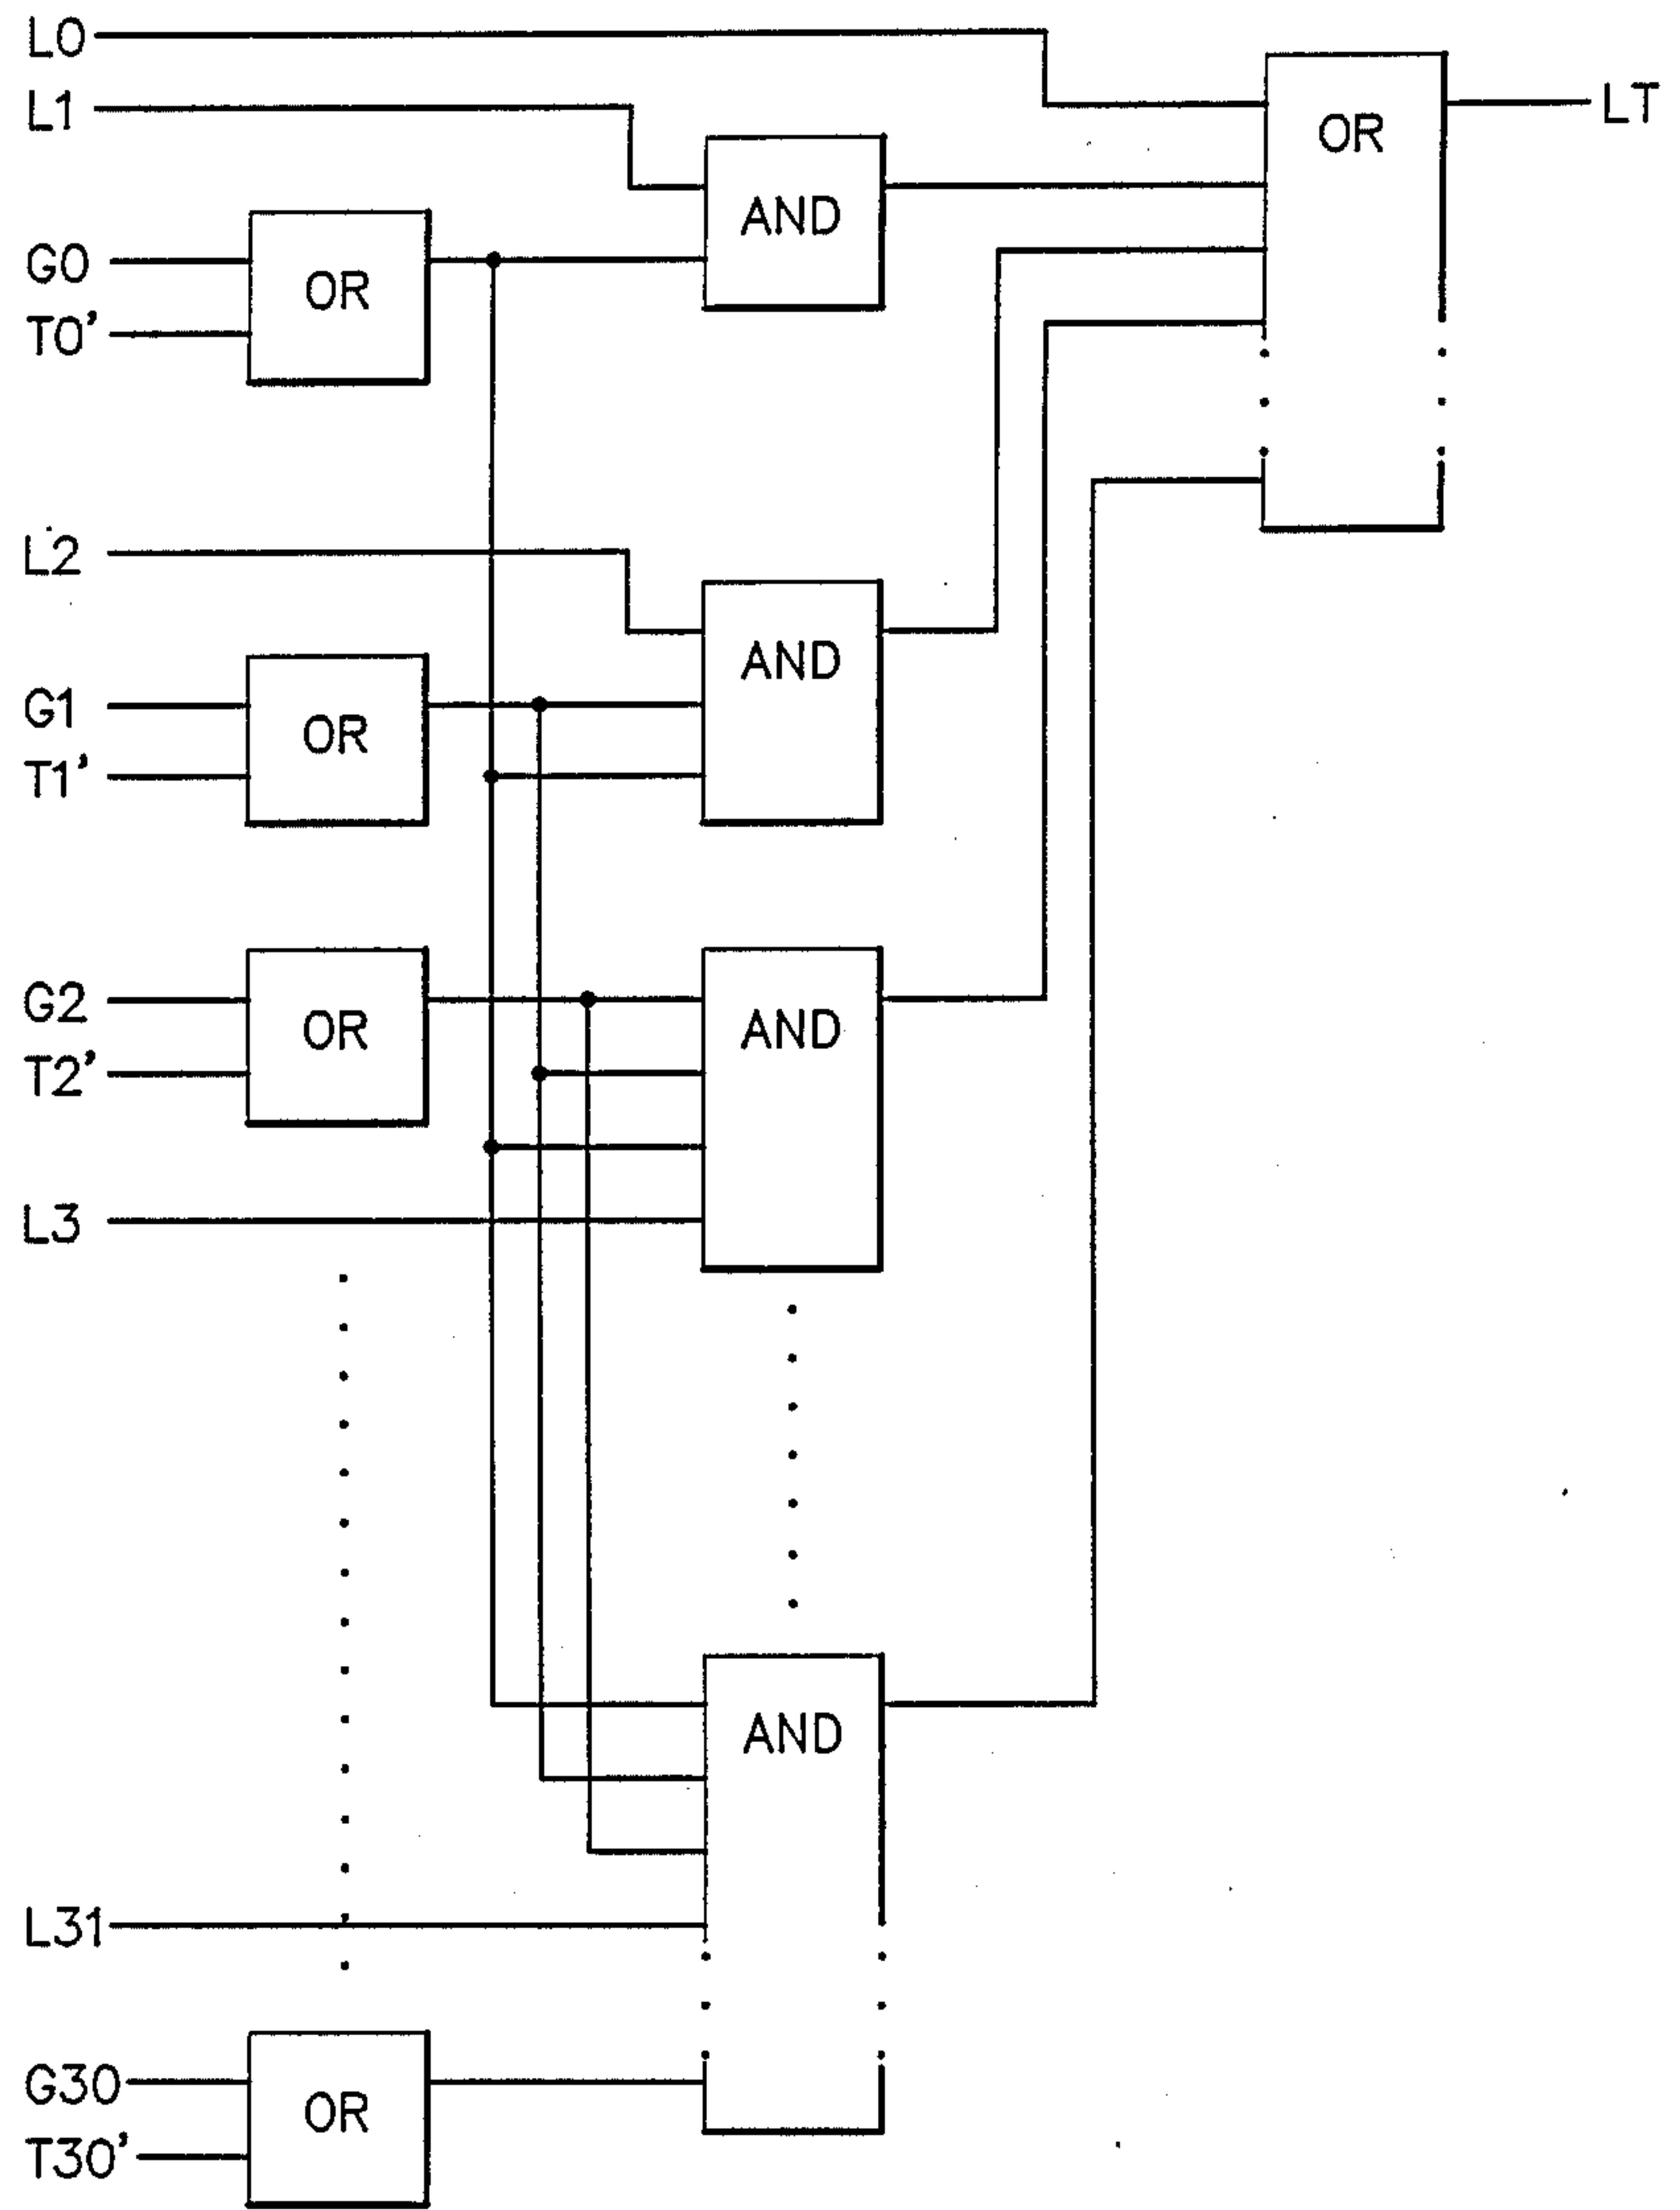 L0
L1
LT
OR
AND
G0
OR
T0'
L2
AND
G1
OR
T1'
G2
OR
AND
T2'
L3
AND
L31
G30
OR
T30'